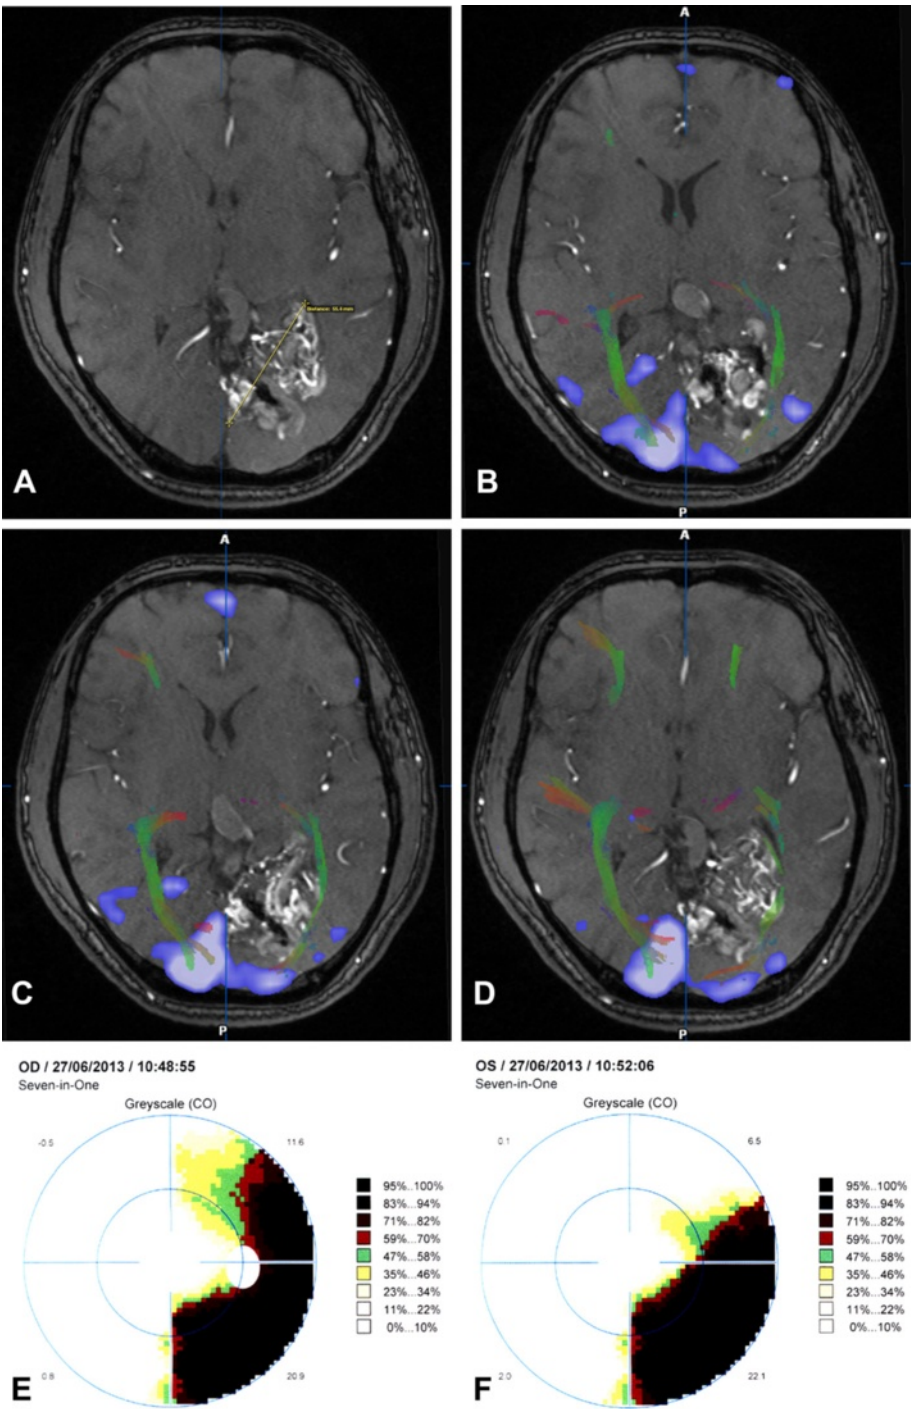 Distance: 55.4 mm
A
A
B
P
A
A
C
P
D
P
OD / 27/06/2013 / 10:48:55
Seven-in-One
Greyscale (CO)
-0.5
11.6
95%...100%
83%...94%
71%...82%
59%...70%
47%...58%
35%...46%
23%...34%
11%...22%
0%...10%
0.8
20.9
E
OS / 27/06/2013 / 10:52:06
Seven-in-One
Greyscale (CO)
0.1
6.5
95%...100%
83%...94%
71%...82%
59%...70%
47%...58%
35%...46%
23%...34%
11%...22%
0%...10%
2.0
22.1
F